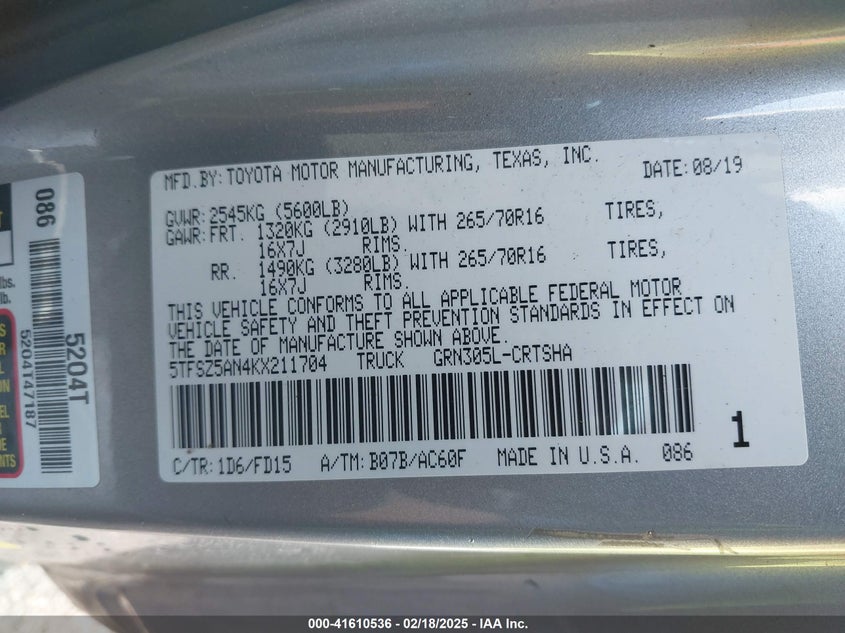 MFD.BY: TOYOTA MOTOR MANUFACTURING, TEXAS, INC. DATE: 08/19
GVWR: 2545KG (5600LB)
GAWR: FRT. 1320KG (2910LB) WITH 265/70R16 TIRES,
16X7J RIMS.
RR. 1490KG (3280LB) WITH 265/70R16 TIRES,
16X7J RIMS.
THIS VEHICLE CONFORMS TO ALL APPLICABLE FEDERAL MOTOR
VEHICLE SAFETY AND THEFT PREVENTION STANDARDS IN EFFECT ON
THE DATE OF MANUFACTURE SHOWN ABOVE.
5TFSZ5AN4KX211704 TRUCK GRN305L-CRTSHA
C/TR: 1D6/FD15 A/TM: B07B/AC60F MADE IN U.S.A. 086
1
086
5204T
5204T47187
lbs.
lb.
000-41610536 - 02/18/2025 - IAA Inc.